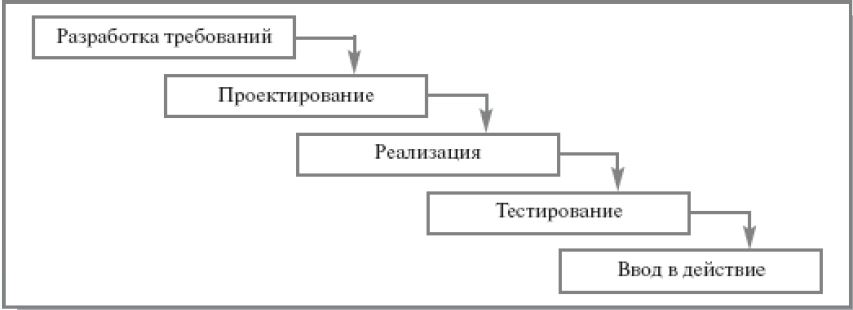 Разработка требований
Проектирование
Реализация
Тестирование
Ввод в действие